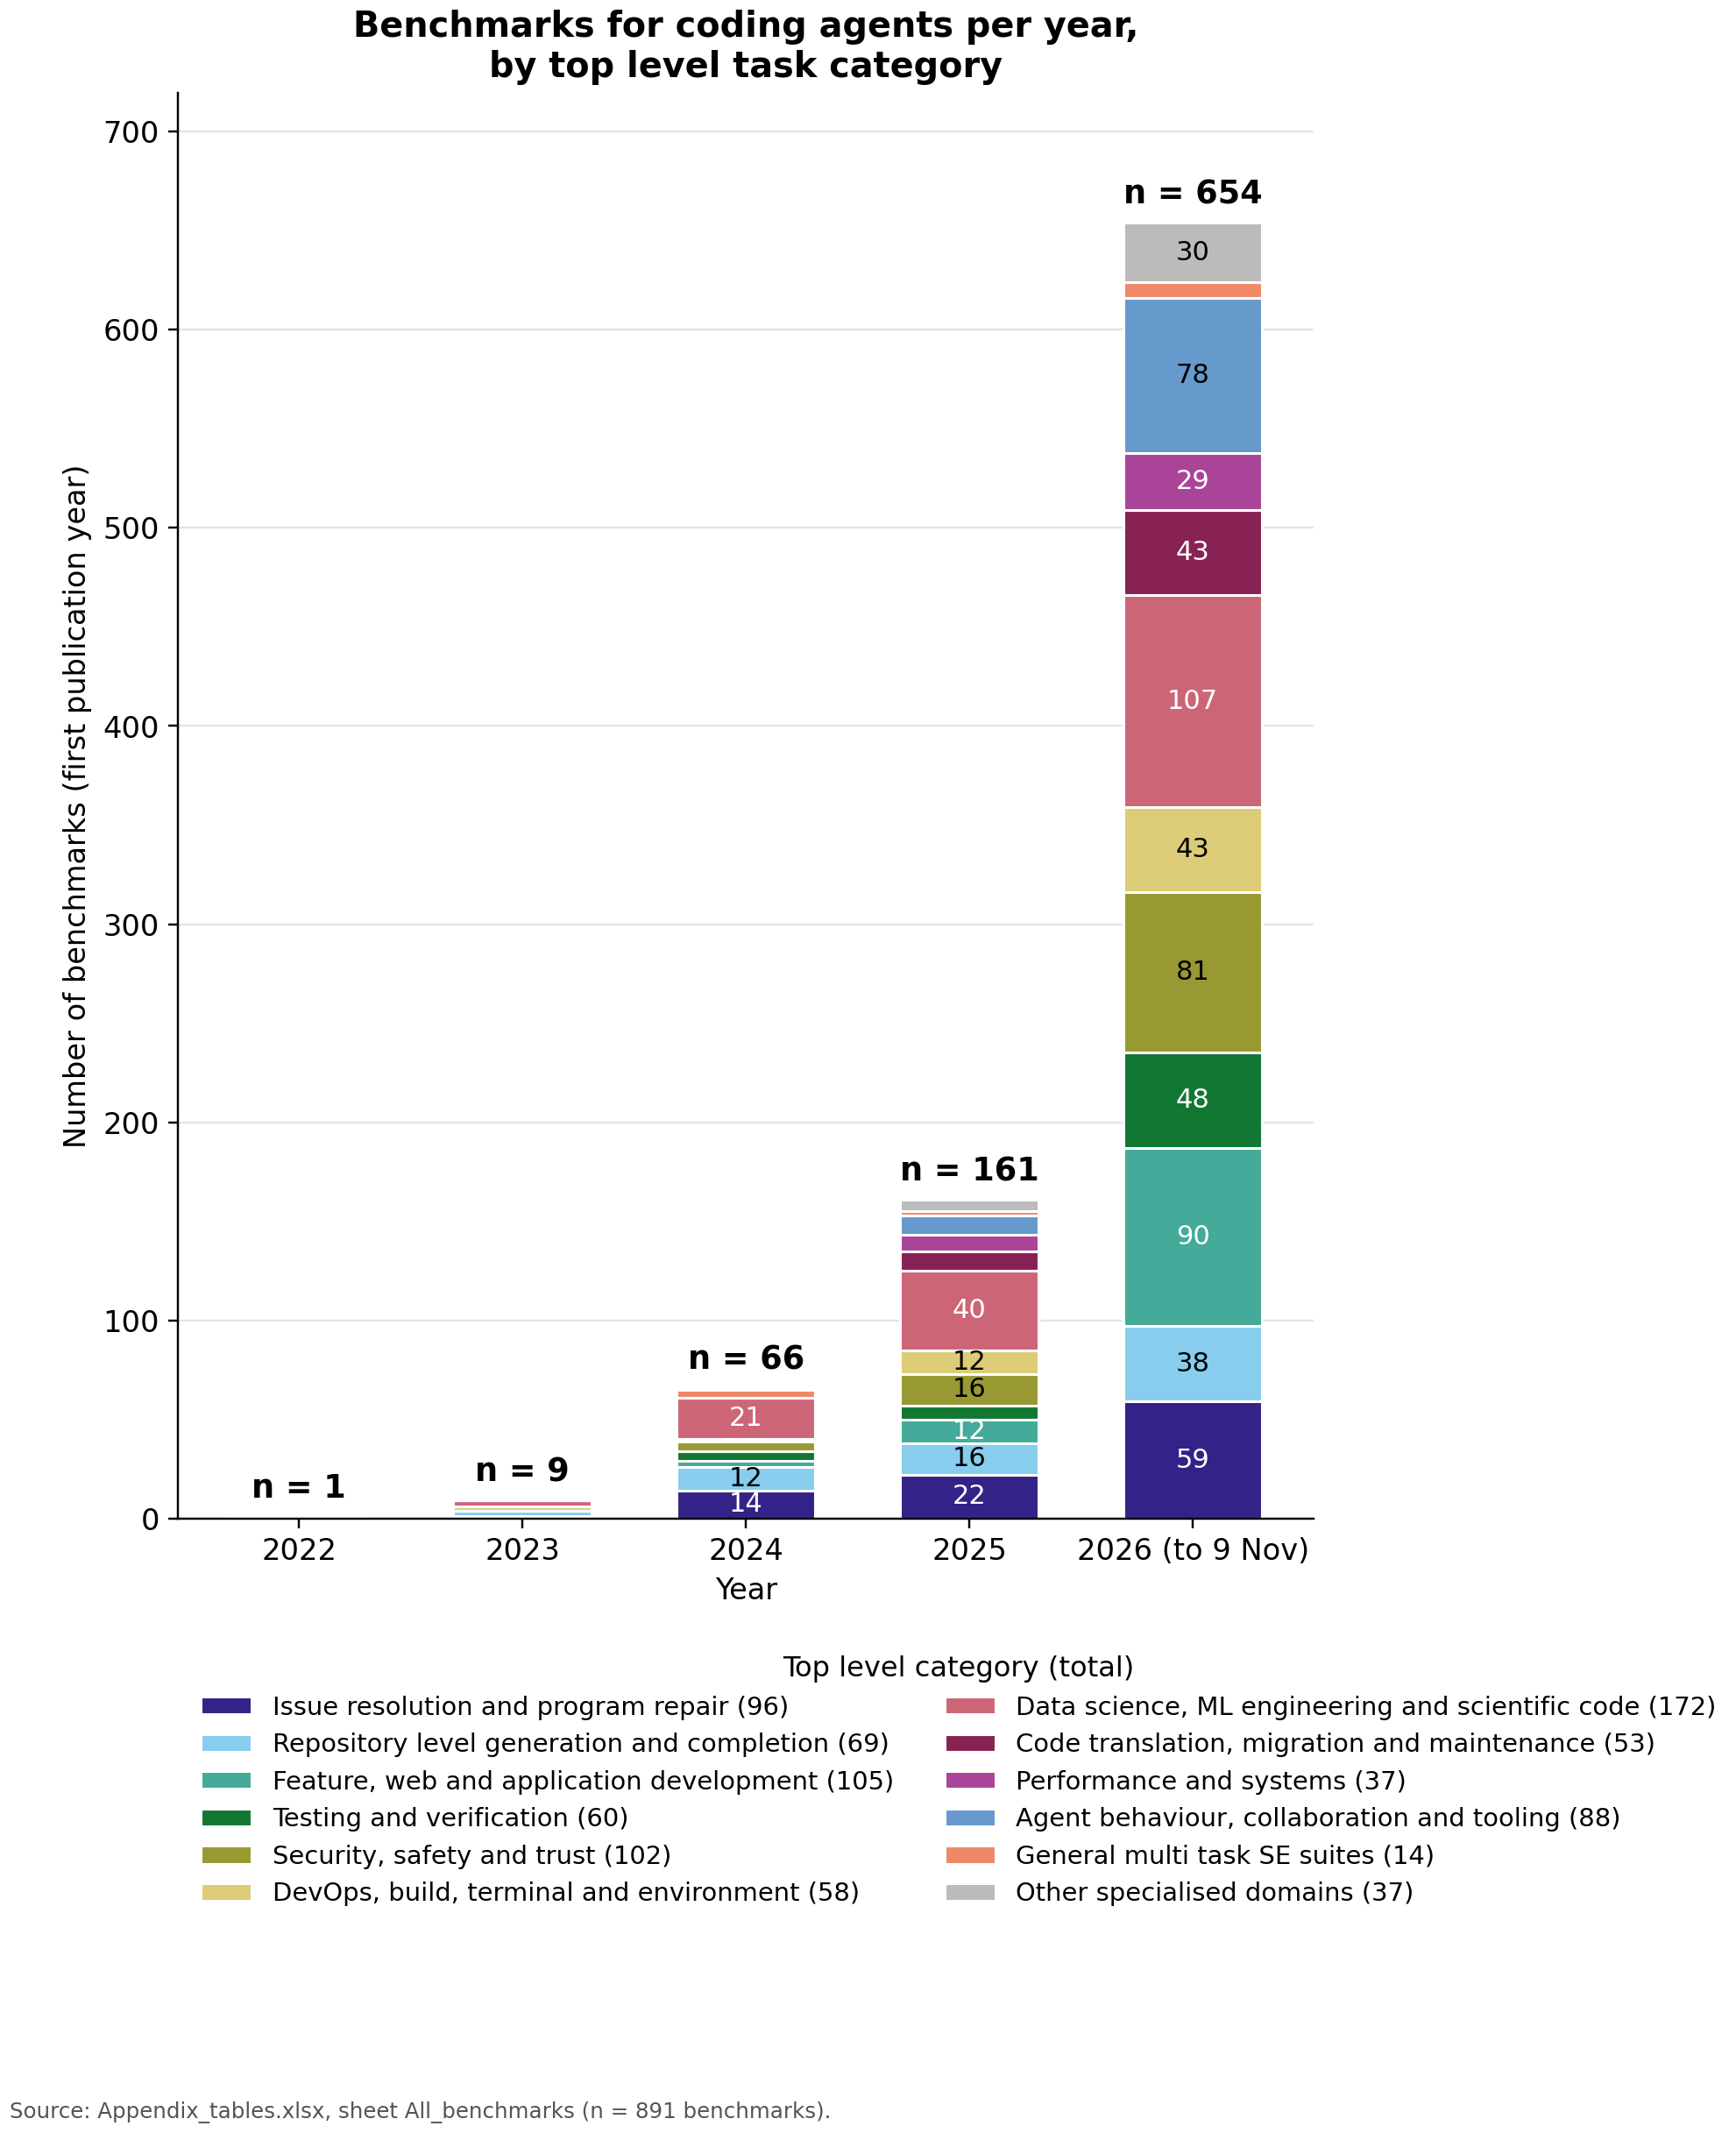 Benchmarks for coding agents per year,
by top level task category
Number of benchmarks (first publication year)
700
600
500
400
300
200
100
0
n = 1
n = 9
n = 66
21
12
14
n = 161
40
12
16
12
16
22
n = 654
30
78
29
43
107
43
81
48
90
38
59
2022
2023
2024
2025
2026 (to 9 Nov)
Year
Top level category (total)
Issue resolution and program repair (96)
Repository level generation and completion (69)
Feature, web and application development (105)
Testing and verification (60)
Security, safety and trust (102)
DevOps, build, terminal and environment (58)
Data science, ML engineering and scientific code (172)
Code translation, migration and maintenance (53)
Performance and systems (37)
Agent behaviour, collaboration and tooling (88)
General multi task SE suites (14)
Other specialised domains (37)
Source: Appendix_tables.xlsx, sheet All_benchmarks (n = 891 benchmarks).